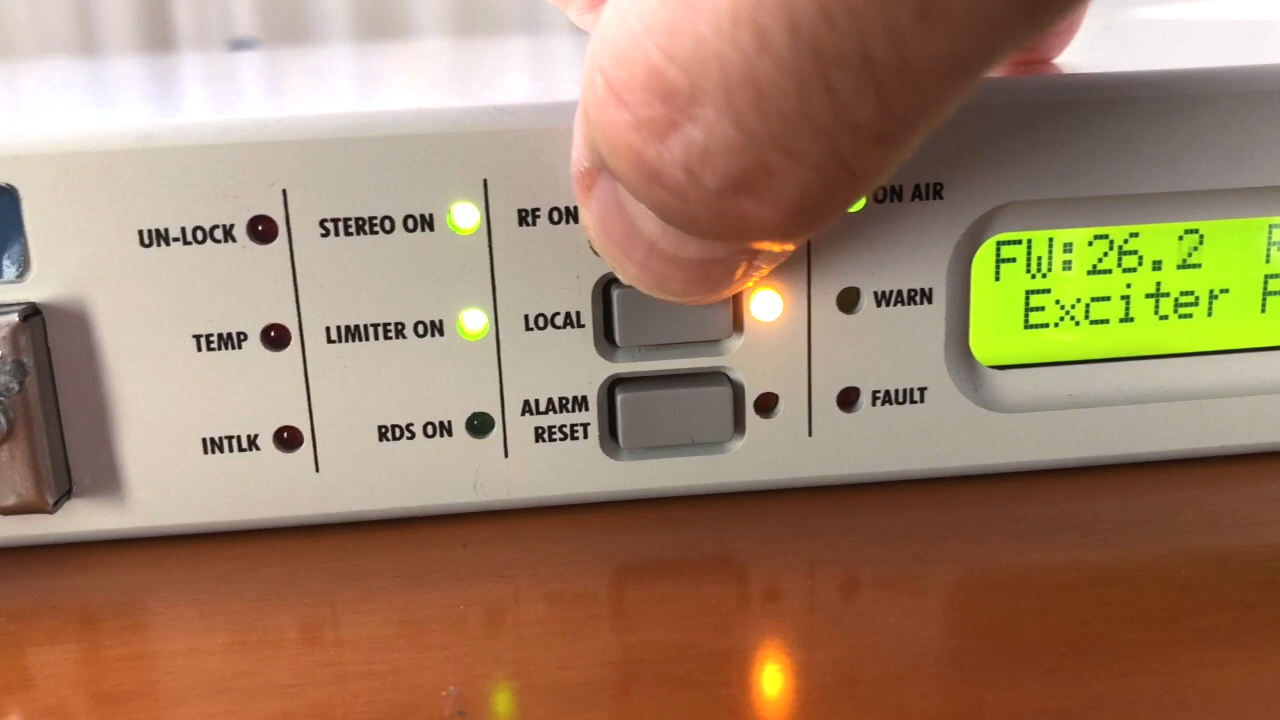 UN-LOCK
TEMP
INTLK
STEREO ON
LIMITER ON
RDS ON
RF ON
LOCAL
ALARM
RESET
ON AIR
WARN
FAULT
FW:26.2
Exciter